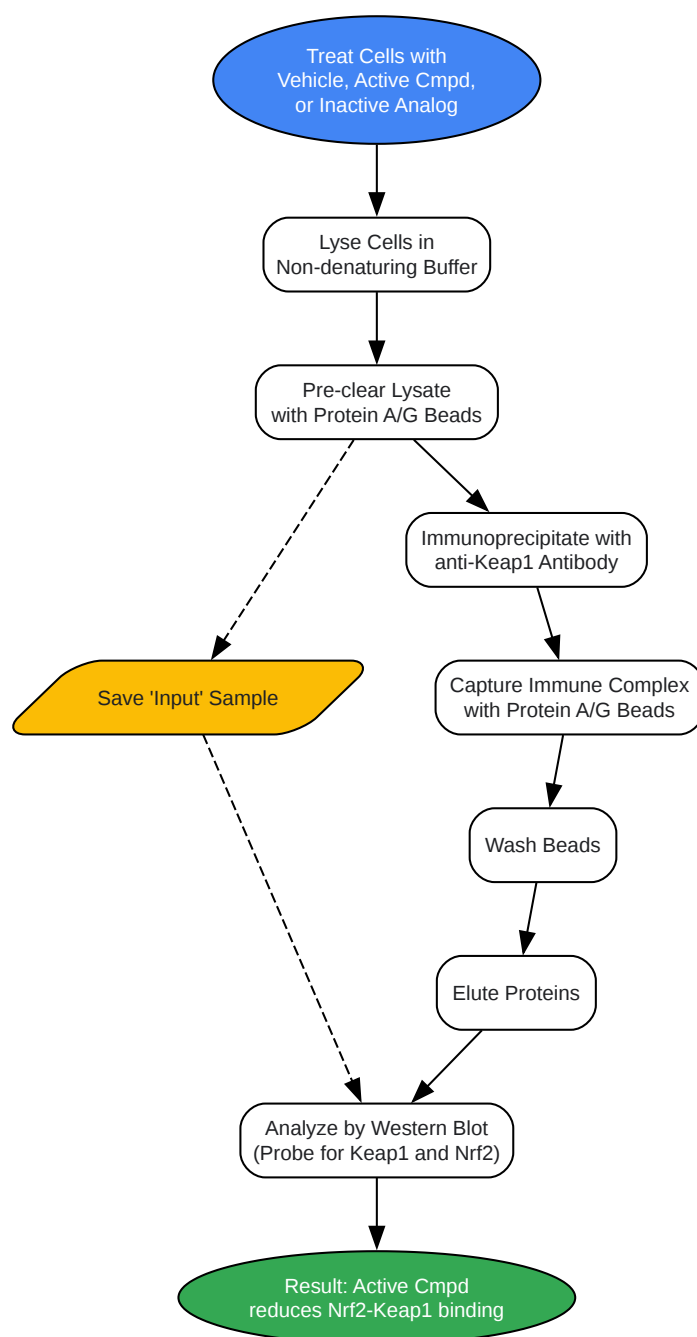 Treat Cells with
Vehicle, Active Cmpd,
or Inactive Analog
Lyse Cells in
Non-denaturing Buffer
Pre-clear Lysate
with Protein A/G Beads
Immunoprecipitate with
anti-Keap1 Antibody
Save 'Input' Sample
Capture Immune Complex
with Protein A/G Beads
Wash Beads
Elute Proteins
Analyze by Western Blot
(Probe for Keap1 and Nrf2)
Result: Active Cmpd
reduces Nrf2-Keap1 binding